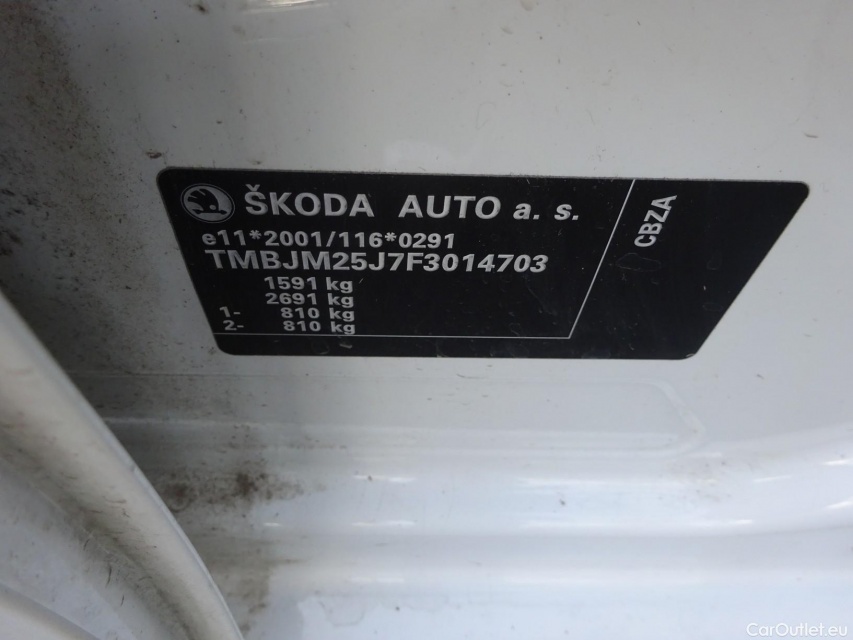 ŠKODA AUTO a. s.
e11*2001/116*0291
TMBJM25J7F3014703
1591 kg
2691 kg
1- 810 kg
2- 810 kg
CBZA
CarOutlet.eu